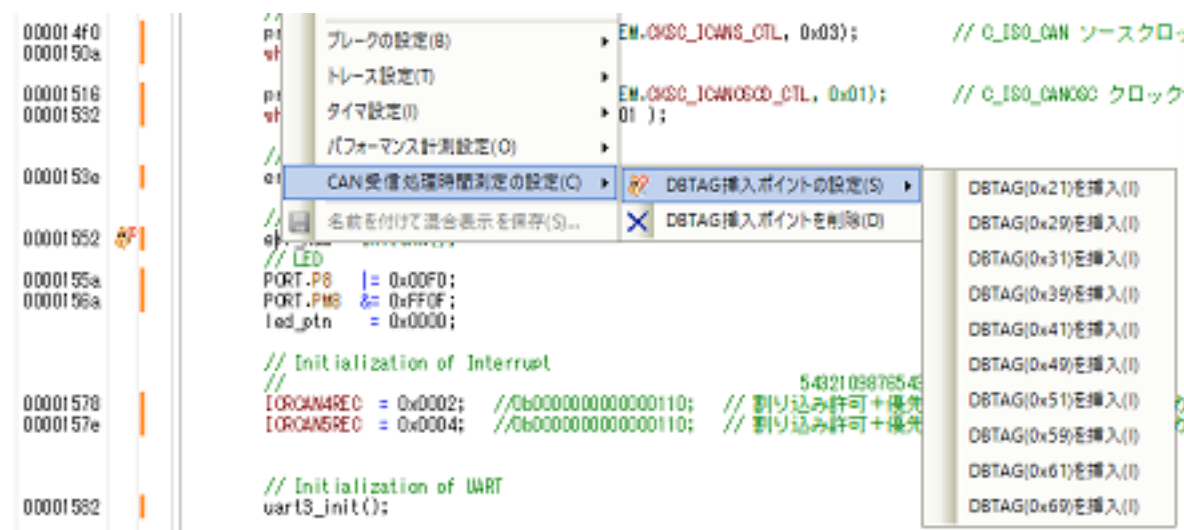 000014f0
EM.CKSC_ICANS_CTL, 0x03); // C_ISO_CAN ソースクロッ
0000150a
ブレークの設定(B)
トレース設定(T)
00001516
EM.CKSC_ICANOSCD_CTL, 0x01); // C_ISO_CANOSC クロック
00001532
タイマ設定(I)
01 );
パフォーマンス計測設定(O)
0000153e
CAN受信処理時間測定の設定(C)
DBTAG挿入ポイントの設定(S)
DBTAG(0x21)を挿入(I)
名前を付けて混合表示を保存(S)...
DBTAG挿入ポイントを削除(D)
DBTAG(0x29)を挿入(I)
00001552
DBTAG(0x31)を挿入(I)
// LED
0000155a
PORT.P8 |= 0x00FD;
DBTAG(0x39)を挿入(I)
0000156a
PORT.PM8 &= 0xFF0F;
led_ptn = 0x0000;
DBTAG(0x41)を挿入(I)
// Initialization of Interrupt
DBTAG(0x49)を挿入(I)
// 5432109876543
00001578
ICRCAN4REC = 0x0002; //0b0000000000000110; // 割り込み許可+優先
DBTAG(0x51)を挿入(I)
0000157e
ICRCAN5REC = 0x0004; //0b0000000000000110; // 割り込み許可+優先
DBTAG(0x59)を挿入(I)
DBTAG(0x61)を挿入(I)
// Initialization of UART
00001582
uart3_init();
DBTAG(0x69)を挿入(I)